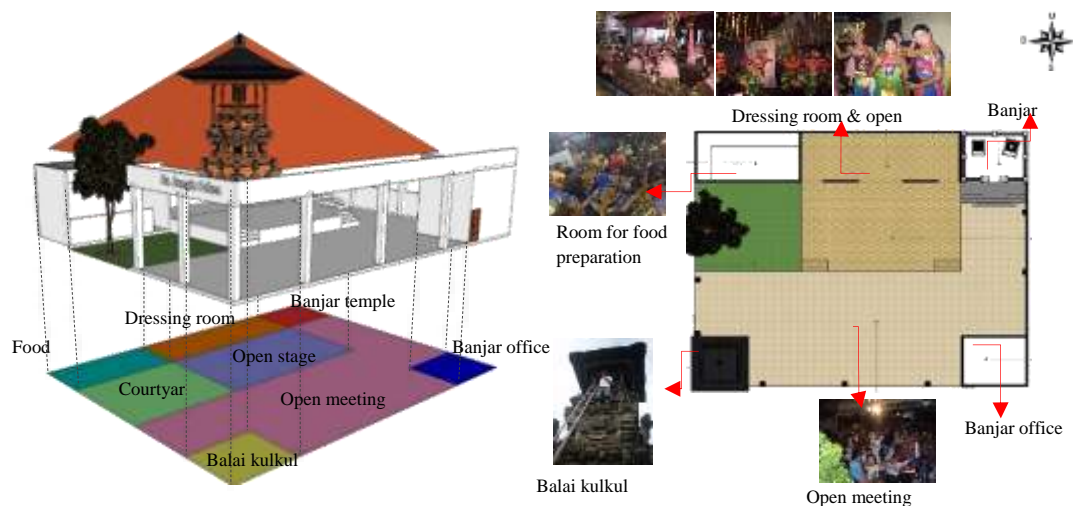 Dressing room & open
Banjar
Room for food
preparation
Banjar temple
Dressing room
Food
Open stage
Banjar office
Courtyar
Open meeting
Balai kulkul
Balai kulkul
Banjar office
Open meeting
U
S